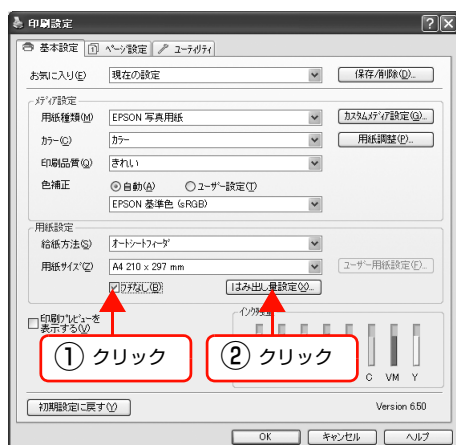 印刷設定
基本設定 ページ設定 ユーティリティ
お気に入り(E) 現在の設定 保存/削除(D)...
メディア設定
用紙種類(M) EPSON 写真用紙 カスタムメディア設定(G)...
カラー(C) カラー 用紙調整(P)...
印刷品質(Q) きれい
色補正 自動(A) ユーザー設定(T)
EPSON 基準色 (sRGB)
用紙設定
給紙方法(S) オートシートフィーダ
用紙サイズ(Z) A4 210 x 297 mm ユーザー用紙設定(F)...
フチなし(B) はみ出し量設定(X)...
印刷プレビューを
表示する(V)
① クリック ② クリック
C VM Y
初期設定に戻す(Y) Version 6.50
OK キャンセル ヘルプ